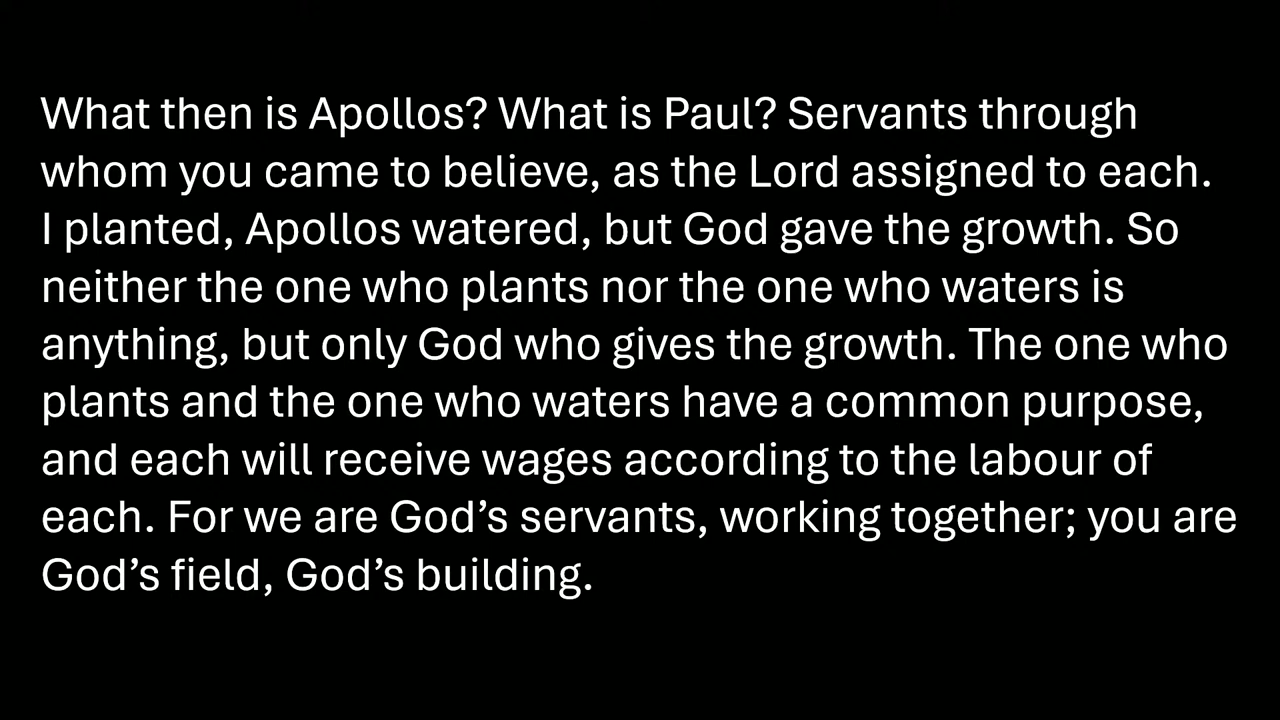 What then is Apollos? What is Paul? Servants through
whom you came to believe, as the Lord assigned to each.
I planted, Apollos watered, but God gave the growth. So
neither the one who plants nor the one who waters is
anything, but only God who gives the growth. The one who
plants and the one who waters have a common purpose,
and each will receive wages according to the labour of
each. For we are God’s servants, working together; you are
God’s field, God’s building.